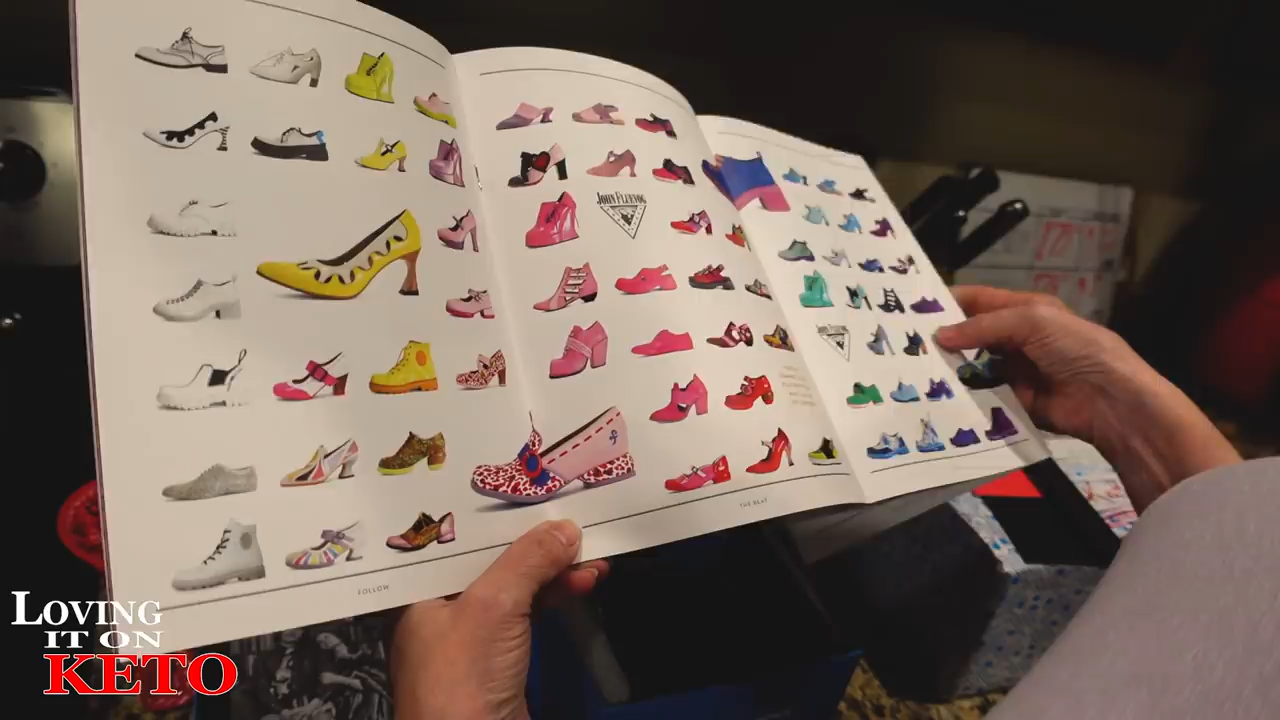 JOHN FLUEVOG
FOLLOW
THE BEAT
LOVING
IT ON
KETO